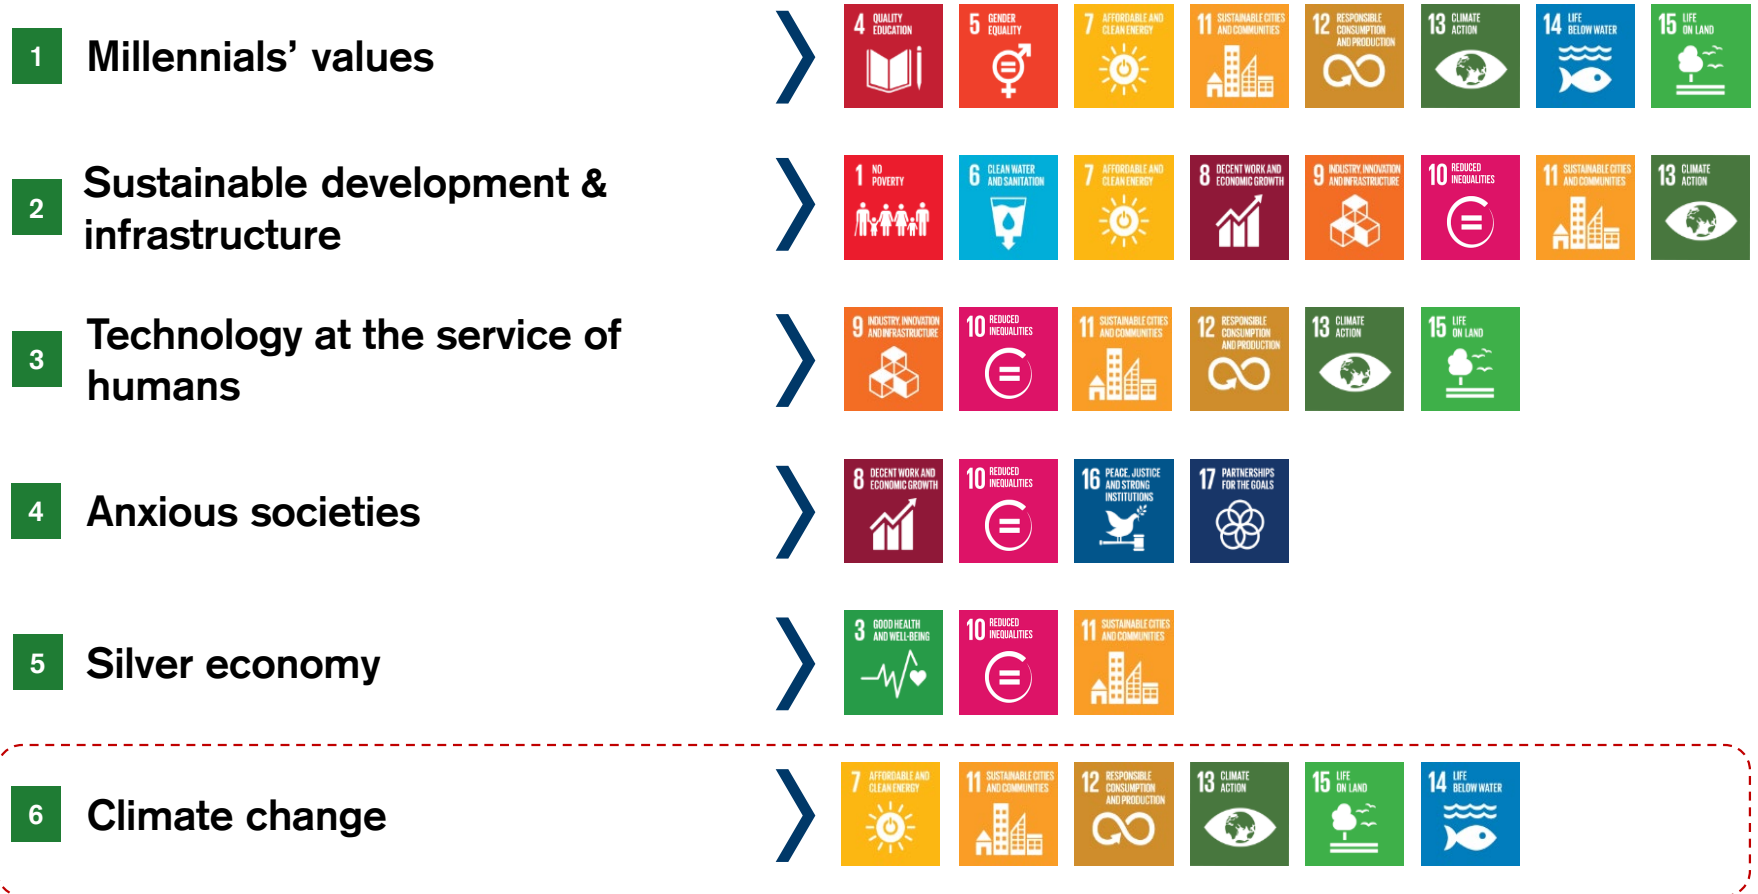 1
Millennials’ values
4 QUALITY
EDUCATION
5 GENDER
EQUALITY
7 AFFORDABLE AND
CLEAN ENERGY
11 SUSTAINABLE CITIES
AND COMMUNITIES
12 RESPONSIBLE
CONSUMPTION
AND PRODUCTION
13 CLIMATE
ACTION
14 LIFE
BELOW WATER
15 LIFE
ON LAND
2
Sustainable development &
infrastructure
1 NO
POVERTY
6 CLEAN WATER
AND SANITATION
7 AFFORDABLE AND
CLEAN ENERGY
8 DECENT WORK AND
ECONOMIC GROWTH
9 INDUSTRY, INNOVATION
AND INFRASTRUCTURE
10 REDUCED
INEQUALITIES
11 SUSTAINABLE CITIES
AND COMMUNITIES
13 CLIMATE
ACTION
3
Technology at the service of
humans
9 INDUSTRY, INNOVATION
AND INFRASTRUCTURE
10 REDUCED
INEQUALITIES
11 SUSTAINABLE CITIES
AND COMMUNITIES
12 RESPONSIBLE
CONSUMPTION
AND PRODUCTION
13 CLIMATE
ACTION
15 LIFE
ON LAND
4
Anxious societies
8 DECENT WORK AND
ECONOMIC GROWTH
10 REDUCED
INEQUALITIES
16 PEACE, JUSTICE
AND STRONG
INSTITUTIONS
17 PARTNERSHIPS
FOR THE GOALS
5
Silver economy
3 GOOD HEALTH
AND WELL-BEING
10 REDUCED
INEQUALITIES
11 SUSTAINABLE CITIES
AND COMMUNITIES
6
Climate change
7 AFFORDABLE AND
CLEAN ENERGY
11 SUSTAINABLE CITIES
AND COMMUNITIES
12 RESPONSIBLE
CONSUMPTION
AND PRODUCTION
13 CLIMATE
ACTION
15 LIFE
ON LAND
14 LIFE
BELOW WATER